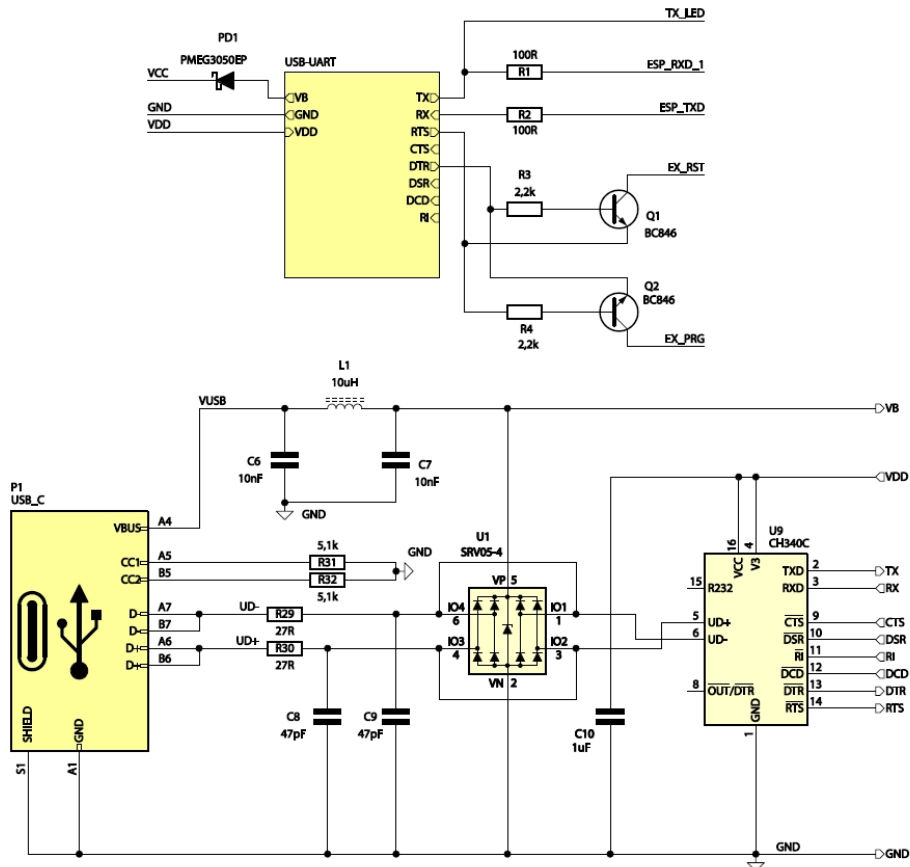 TX_LED
PD1
PMEG3050EP
USB-UART
100R
R1
ESP_RXD_1
VCC
VB
TX
GND
GND
RX
R2
ESP_TXD
VDD
VDD
RTS
100R
CTS
DTR
R3
EX_RST
DSR
2,2k
DCD
Q1
RI
BC846
Q2
BC846
R4
2,2k
EX_PRG
L1
10uH
VUSB
VB
C6
10nF
C7
10nF
P1
USB_C
GND
VDD
VBUS
A4
U1
SRV05-4
U9
CH340C
5,1k
GND
CC1
A5
R31
CC2
B5
R32
5,1k
16
VCC
4
V3
TXD
2
TX
15
R232
RXD
3
RX
VP
5
D-
A7
UD-
R29
IO4
6
IO1
1
D-
B7
27R
5
UD+
CTS
9
CTS
D+
A6
UD+
R30
IO3
4
IO2
3
6
UD-
DSR
10
DSR
D+
B6
27R
RI
11
RI
VN
2
DCD
12
DCD
8
OUT/DTR
DTR
13
DTR
RTS
14
RTS
SHIELD
GND
C8
47pF
C9
47pF
C10
1uF
GND
1
S1
A1
GND
GND